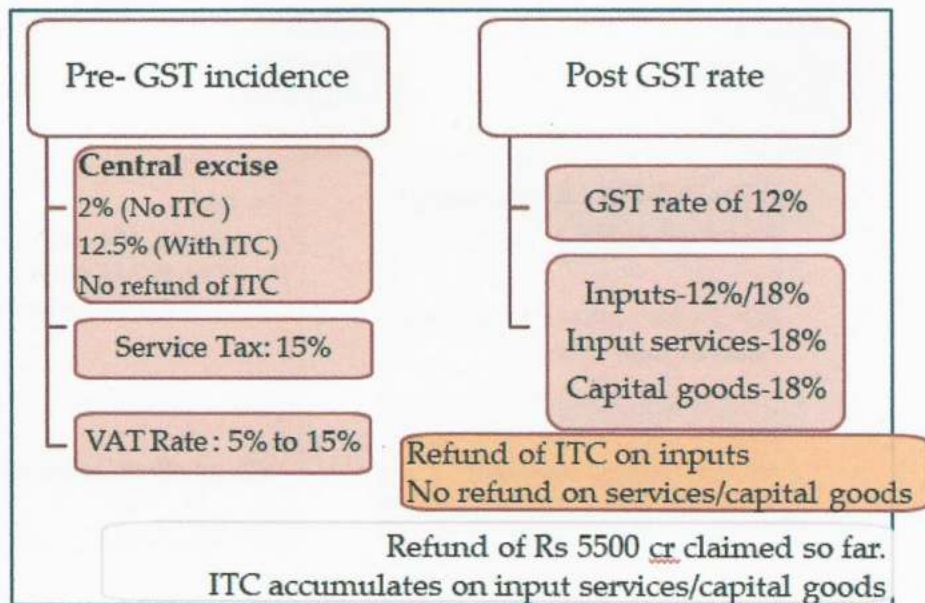 Pre- GST incidence
Central excise
2% (No ITC )
12.5% (With ITC)
No refund of ITC
Service Tax: 15%
VAT Rate : 5% to 15%
Post GST rate
GST rate of 12%
Inputs-12%/18%
Input services-18%
Capital goods-18%
Refund of ITC on inputs
No refund on services/capital goods
Refund of Rs 5500 cr claimed so far.
ITC accumulates on input services/capital goods